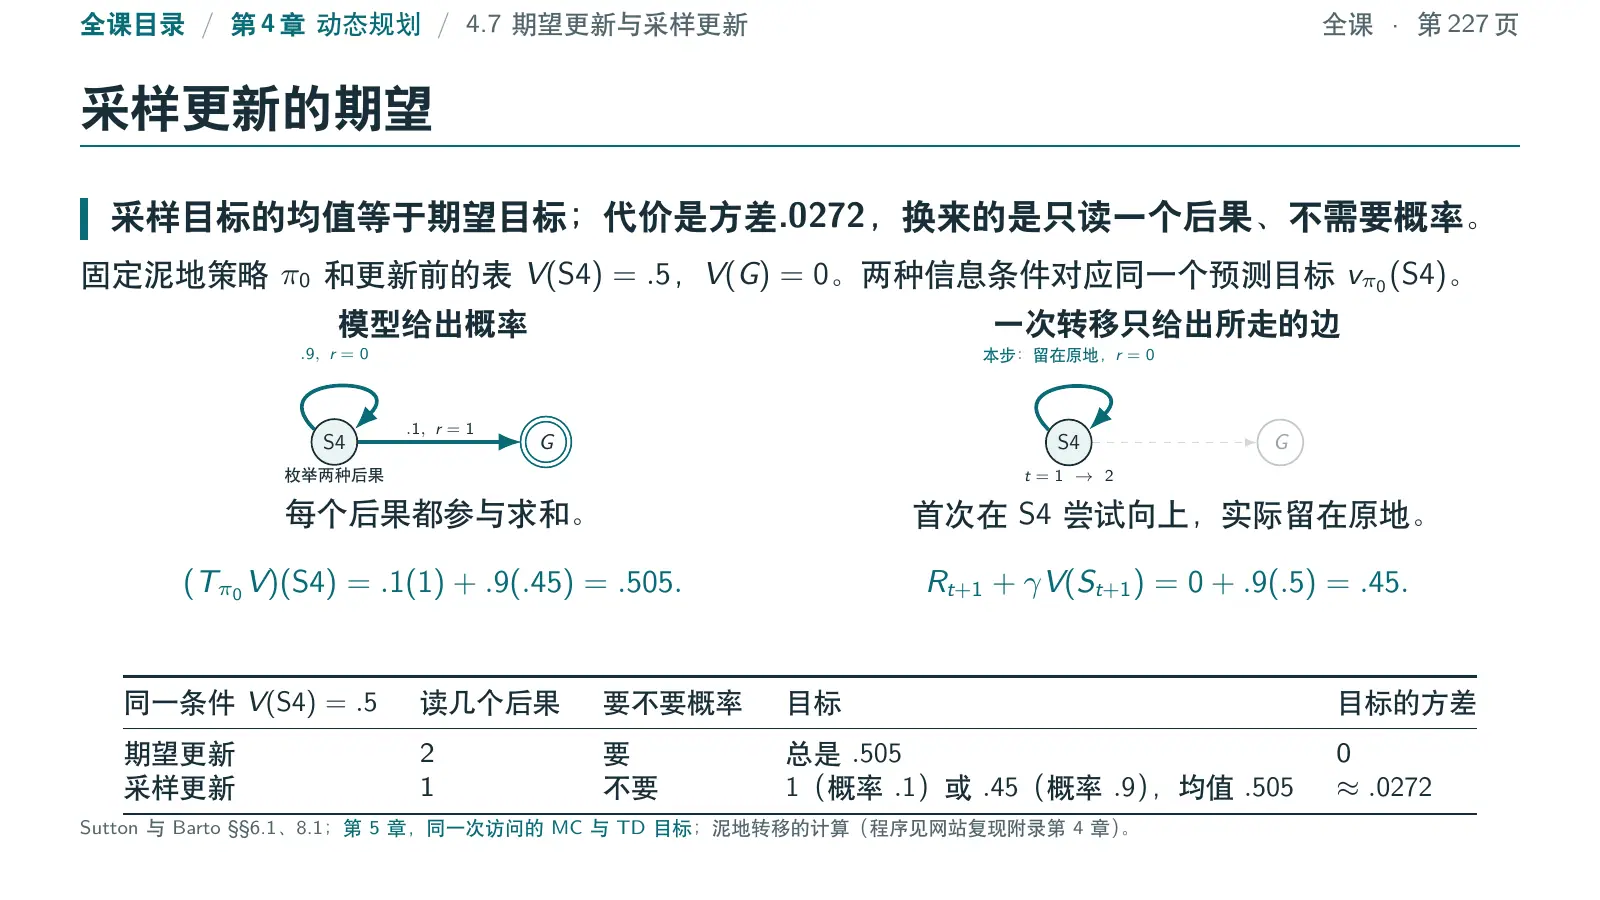 全课目录 / 第 4 章 动态规划 / 4.7 期望更新与采样更新
全课 · 第 227 页
采样更新的期望
采样目标的均值等于期望目标；代价是方差.0272，换来的是只读一个后果、不需要概率。
固定泥地策略 π₀ 和更新前的表 V(S4) = .5，V(G) = 0。两种信息条件对应同一个预测目标 v_{π₀}(S4)。
模型给出概率
.9, r = 0
S4
.1, r = 1
G
枚举两种后果
每个后果都参与求和。
(T_{π₀}V)(S4) = .1(1) + .9(.45) = .505.
一次转移只给出所走的边
本步：留在原地，r = 0
S4
G
t = 1 → 2
首次在 S4 尝试向上，实际留在原地。
R_{t+1} + γV(S_{t+1}) = 0 + .9(.5) = .45.
同一条件 V(S4) = .5 读几个后果 要不要概率 目标 目标的方差
期望更新 2 要 总是 .505 0
采样更新 1 不要 1（概率 .1）或 .45（概率 .9），均值 .505 ≈ .0272
Sutton 与 Barto §§6.1、8.1；第 5 章，同一次访问的 MC 与 TD 目标；泥地转移的计算（程序见网站复现附录第 4 章）。